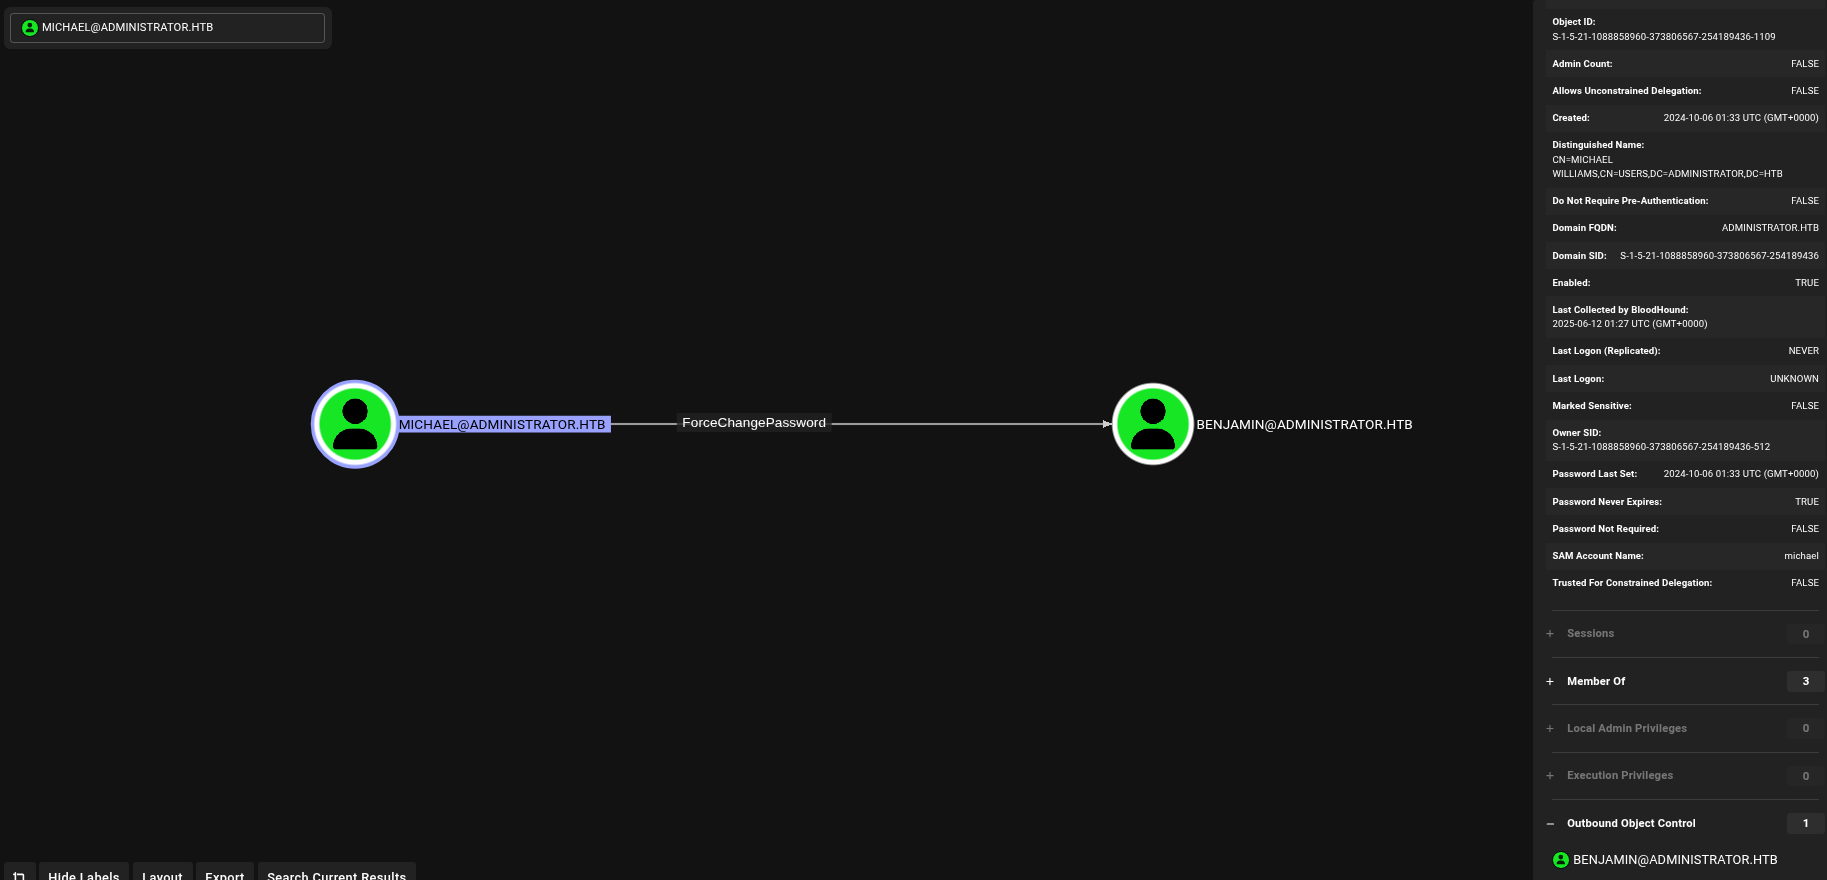 MICHAEL@ADMINISTRATOR.HTB
MICHAEL@ADMINISTRATOR.HTB
ForceChangePassword
BENJAMIN@ADMINISTRATOR.HTB
Hide Labels
Layout
Export
Search Current Results
Object ID:
S-1-5-21-1088858960-373806567-254189436-1109
Admin Count: FALSE
Allows Unconstrained Delegation: FALSE
Created: 2024-10-06 01:33 UTC (GMT+0000)
Distinguished Name:
CN=MICHAEL
WILLIAMS,CN=USERS,DC=ADMINISTRATOR,DC=HTB
Do Not Require Pre-Authentication: FALSE
Domain FQDN: ADMINISTRATOR.HTB
Domain SID: S-1-5-21-1088858960-373806567-254189436
Enabled: TRUE
Last Collected by BloodHound:
2025-06-12 01:27 UTC (GMT+0000)
Last Logon (Replicated): NEVER
Last Logon: UNKNOWN
Marked Sensitive: FALSE
Owner SID:
S-1-5-21-1088858960-373806567-254189436-512
Password Last Set: 2024-10-06 01:33 UTC (GMT+0000)
Password Never Expires: TRUE
Password Not Required: FALSE
SAM Account Name: michael
Trusted For Constrained Delegation: FALSE
+ Sessions 0
+ Member Of 3
+ Local Admin Privileges 0
+ Execution Privileges 0
− Outbound Object Control 1
BENJAMIN@ADMINISTRATOR.HTB